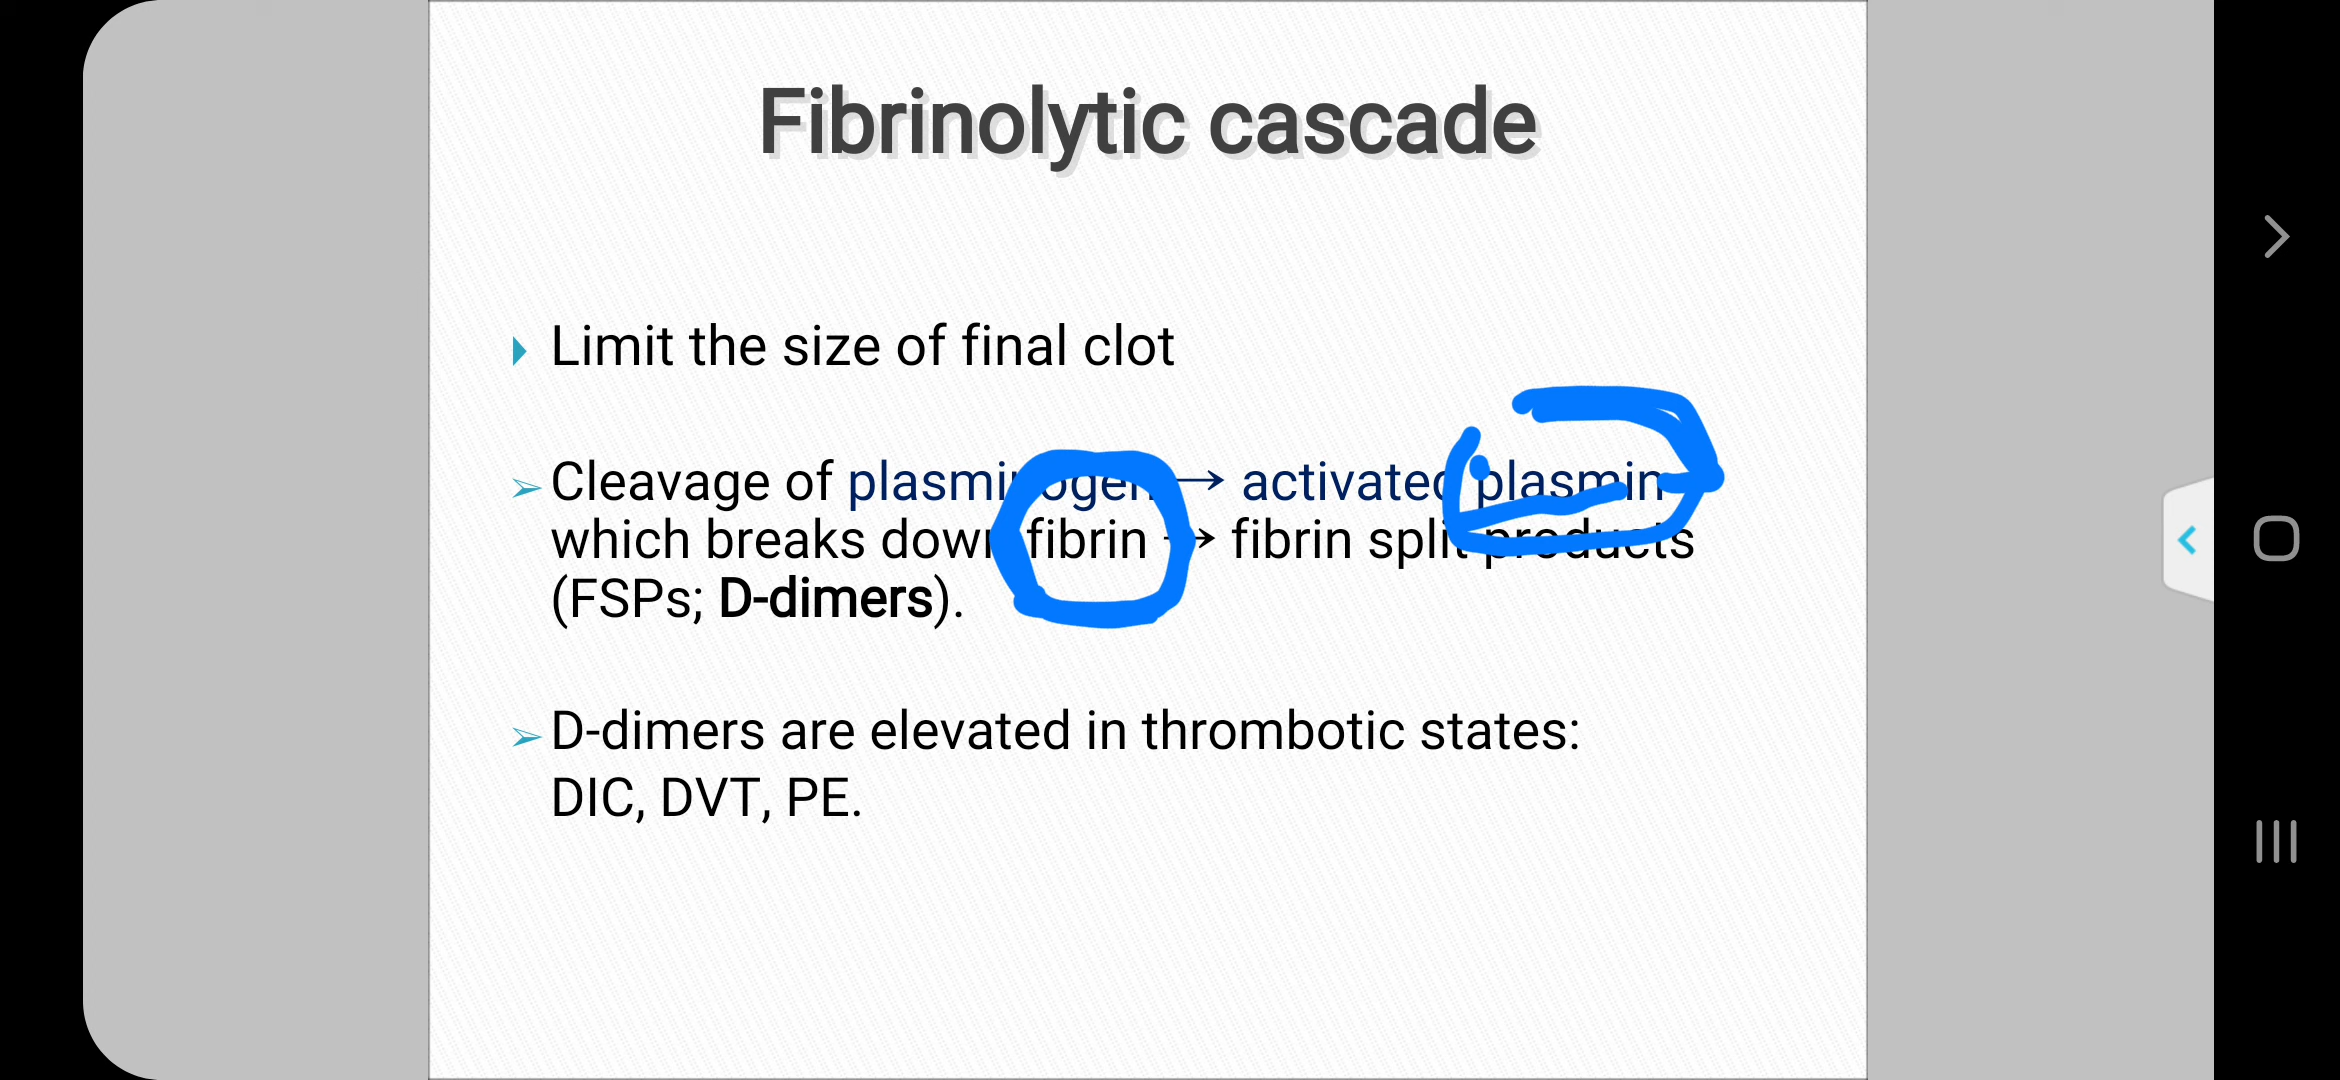 Fibrinolytic cascade
Limit the size of final clot
Cleavage of plasminogen → activated plasmin
which breaks down fibrin → fibrin split products
(FSPs; D-dimers).
D-dimers are elevated in thrombotic states:
DIC, DVT, PE.